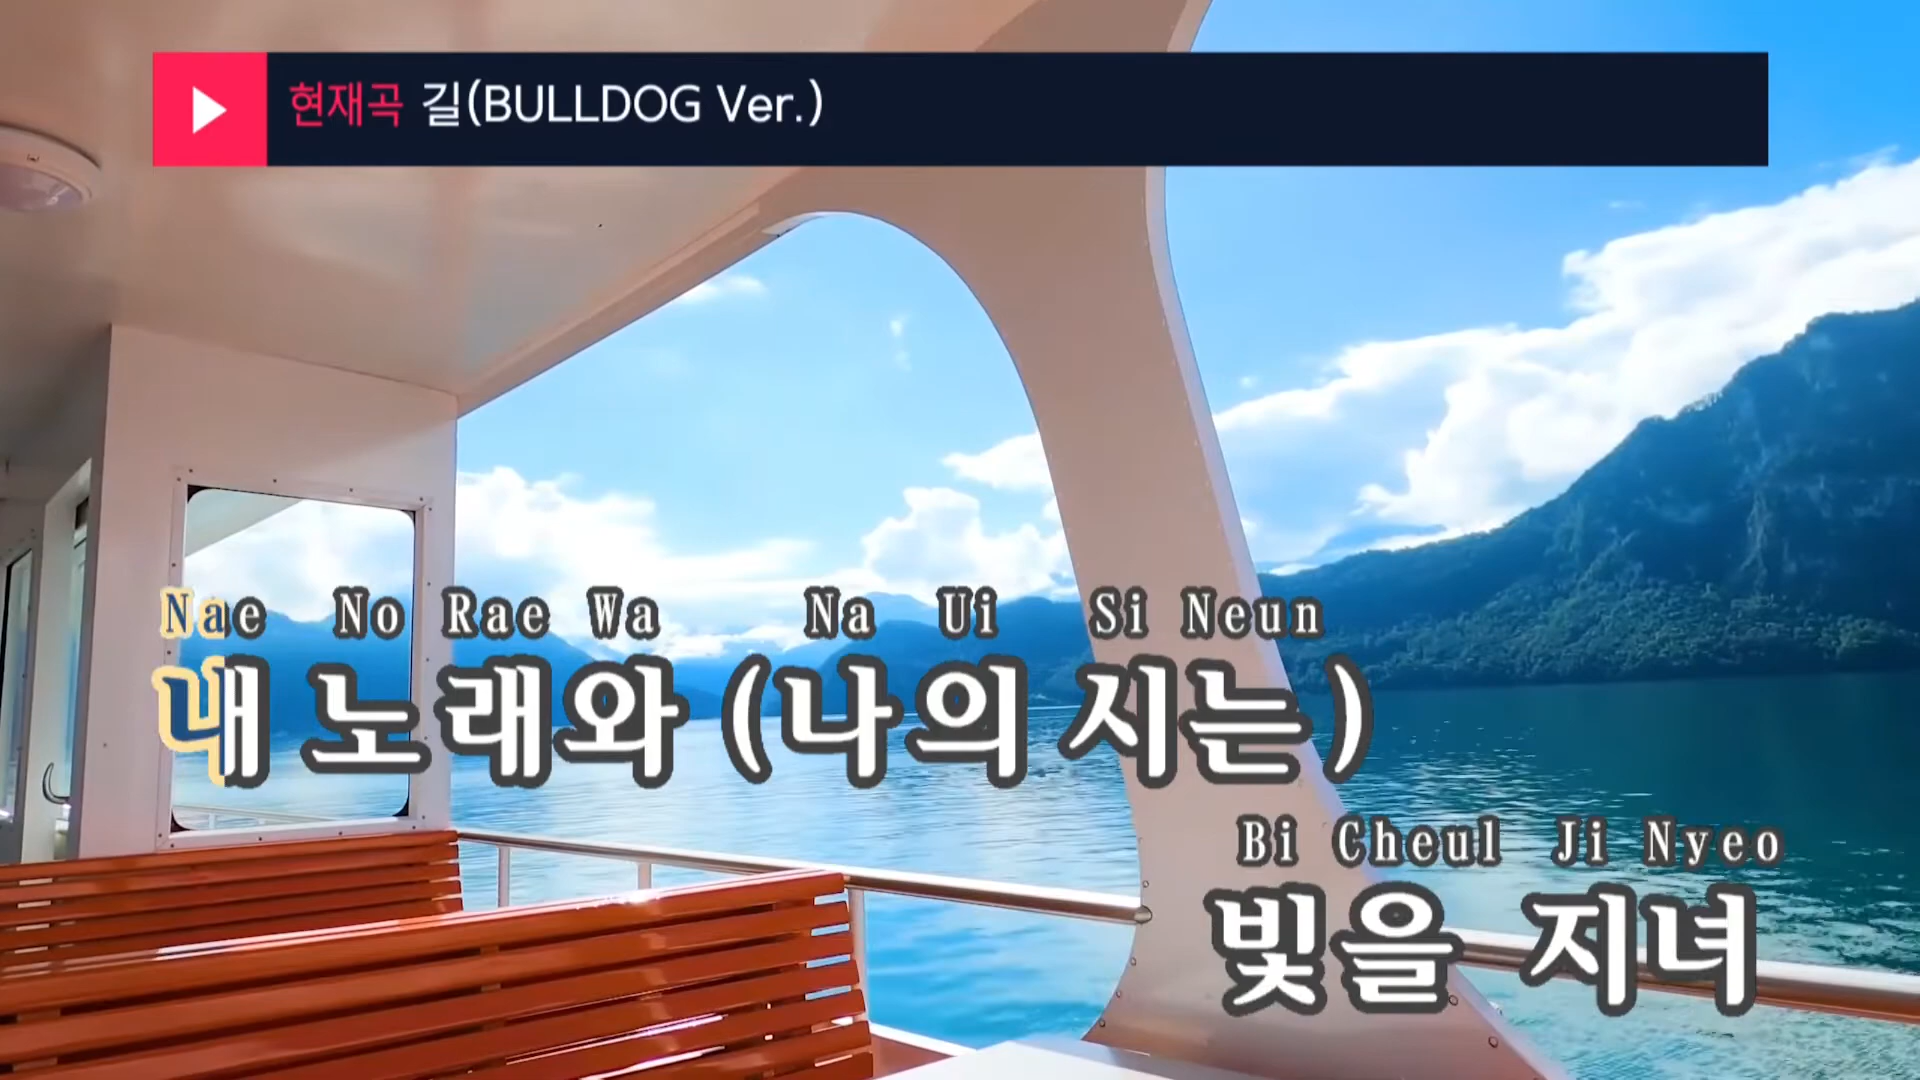 현재곡 길(BULLDOG Ver.)
Nae No Rae Wa Na Ui Si Neun
내 노래와 (나의 시는)
Bi Cheul Ji Nyeo
빛을 지녀